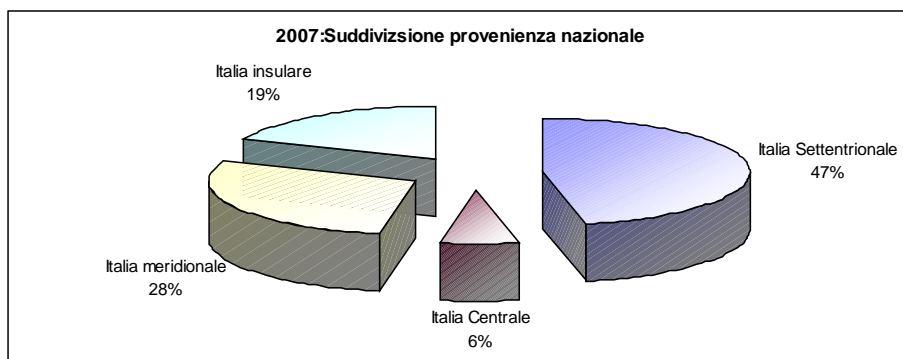 2007:Suddivizsione provenienza nazionale
Italia insulare
19%
Italia Settentrionale
47%
Italia meridionale
28%
Italia Centrale
6%